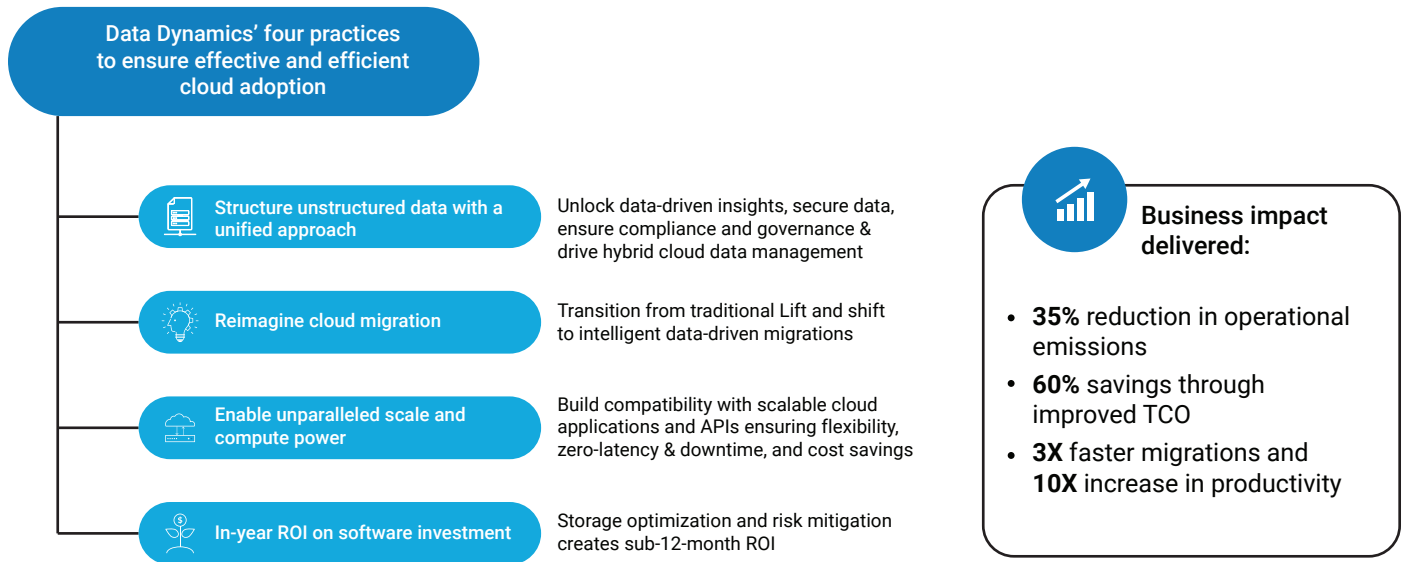 Data Dynamics’ four practices
to ensure effective and efficient
cloud adoption
Structure unstructured data with a
unified approach
Unlock data-driven insights, secure data,
ensure compliance and governance &
drive hybrid cloud data management
Reimagine cloud migration
Transition from traditional Lift and shift
to intelligent data-driven migrations
Enable unparalleled scale and
compute power
Build compatibility with scalable cloud
applications and APIs ensuring flexibility,
zero-latency & downtime, and cost savings
$
In-year ROI on software investment
Storage optimization and risk mitigation
creates sub-12-month ROI
Business impact
delivered:
• 35% reduction in operational
emissions
• 60% savings through
improved TCO
• 3X faster migrations and
10X increase in productivity